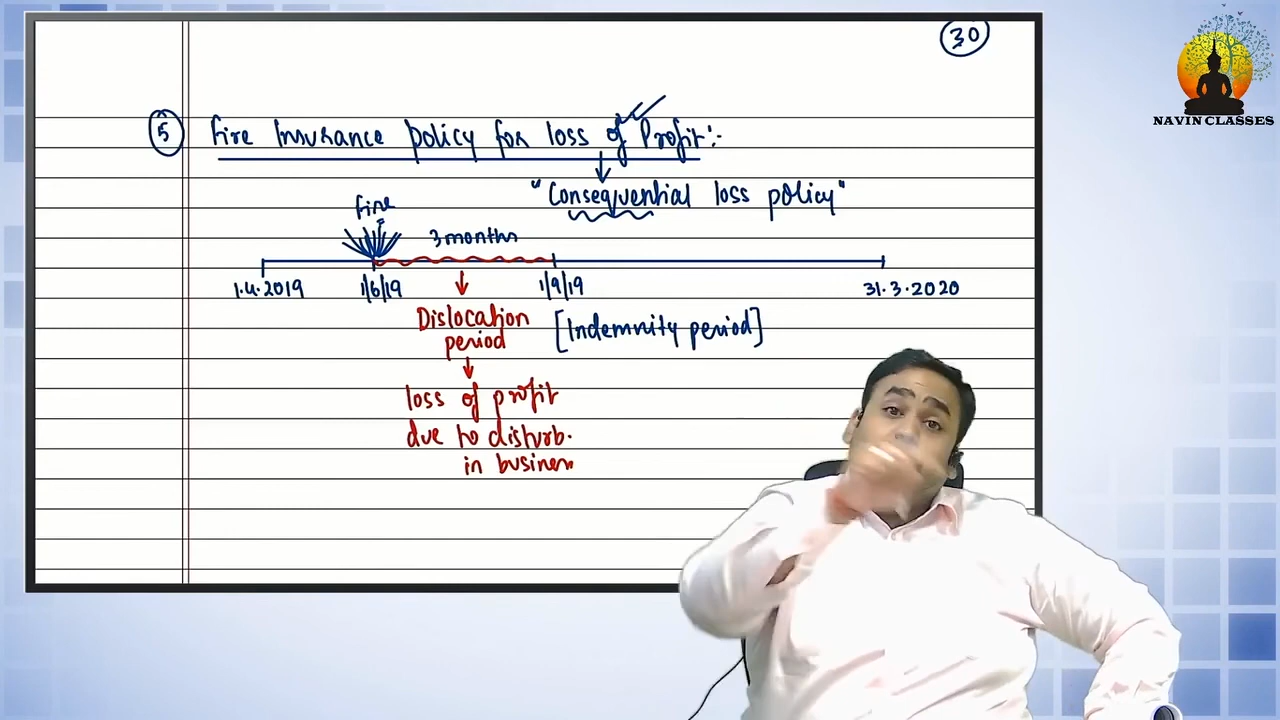 30
NAVIN CLASSES
5 Fire Insurance policy for loss of Profit:-
"Consequential loss policy"
fire
3 months
1.4.2019 1/6/19 1/9/19 31.3.2020
Dislocation
period
[Indemnity period]
loss of profit
due to disturb.
in business